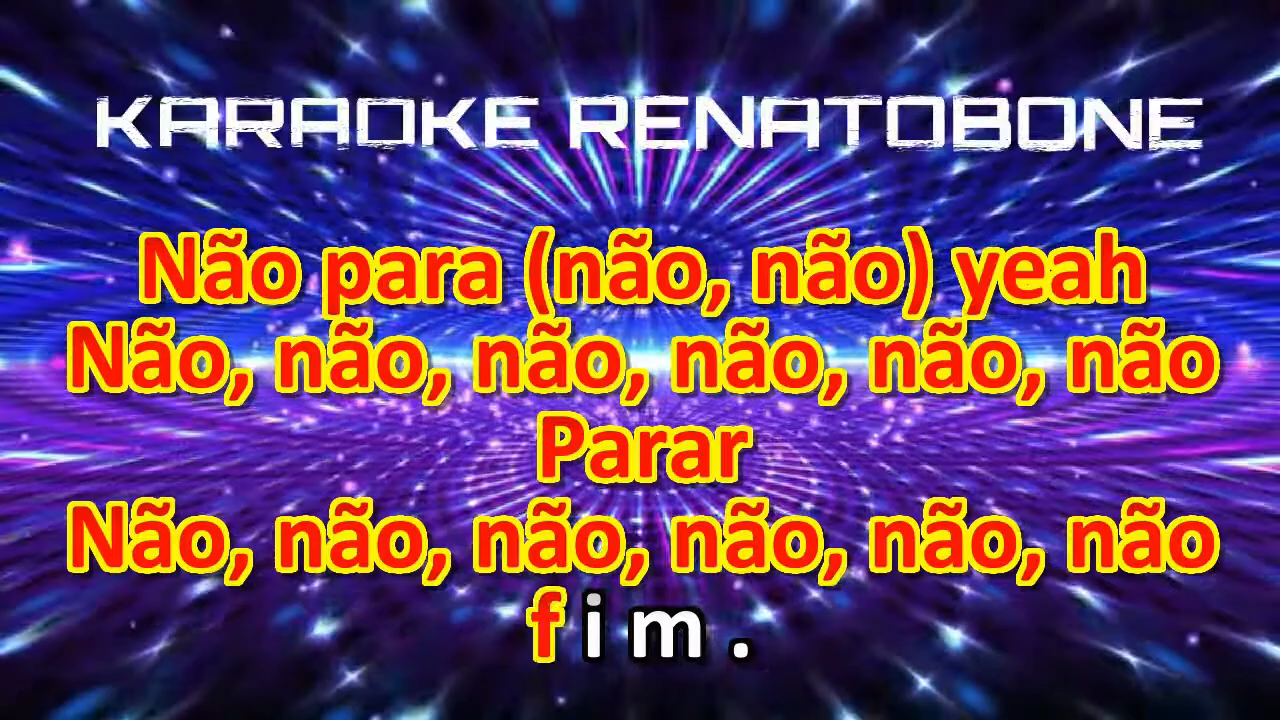 KARAOKE RENATOBONE
Não para (não, não) yeah
Não, não, não, não, não, não
Parar
Não, não, não, não, não, não
f i m .